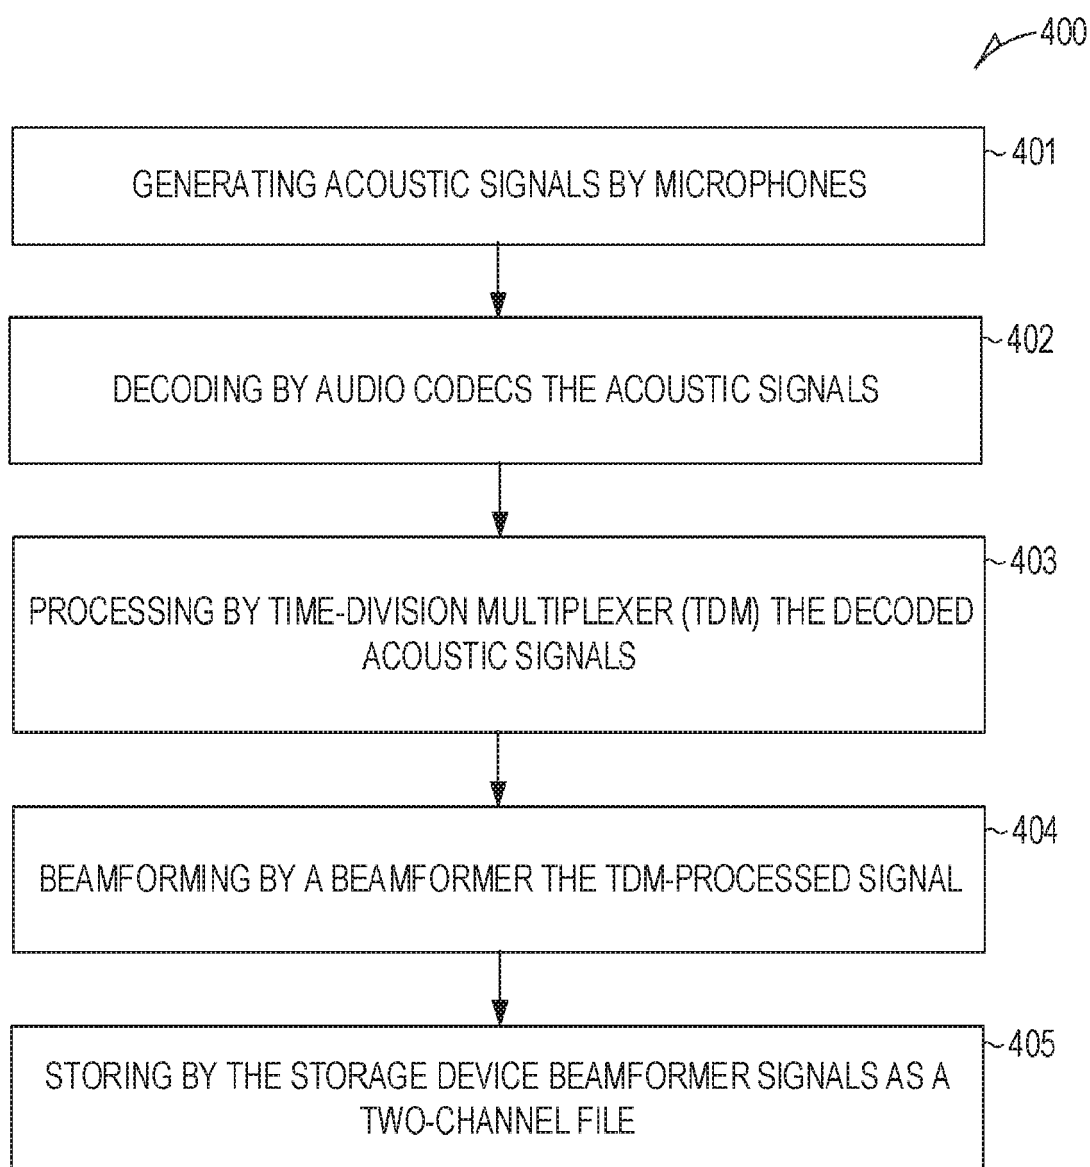 400
GENERATING ACOUSTIC SIGNALS BY MICROPHONES
401
DECODING BY AUDIO CODECS THE ACOUSTIC SIGNALS
402
PROCESSING BY TIME-DIVISION MULTIPLEXER (TDM) THE DECODED
ACOUSTIC SIGNALS
403
BEAMFORMING BY A BEAMFORMER THE TDM-PROCESSED SIGNAL
404
STORING BY THE STORAGE DEVICE BEAMFORMER SIGNALS AS A
TWO-CHANNEL FILE
405